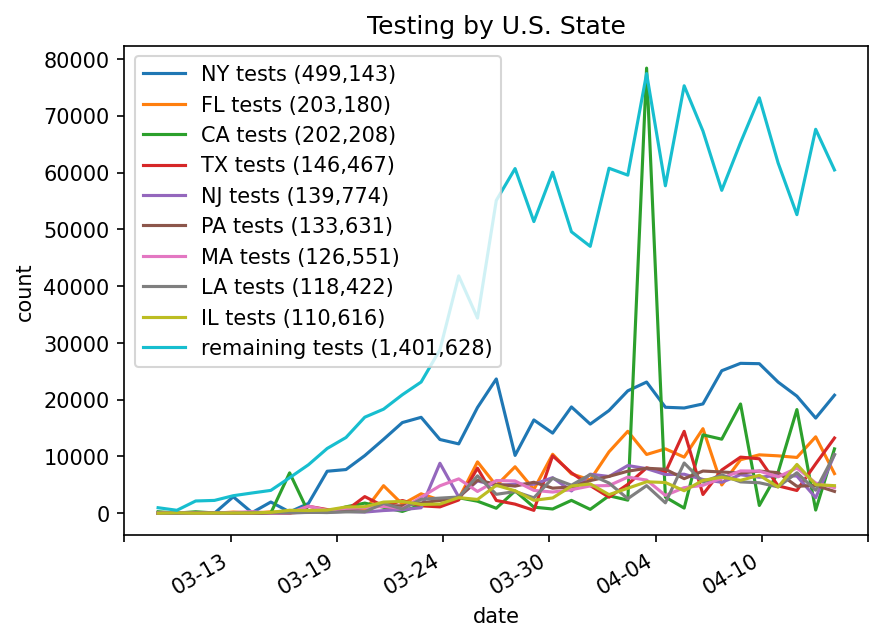 Testing by U.S. State
80000
70000
60000
50000
40000
30000
20000
10000
0
count
NY tests (499,143)
FL tests (203,180)
CA tests (202,208)
TX tests (146,467)
NJ tests (139,774)
PA tests (133,631)
MA tests (126,551)
LA tests (118,422)
IL tests (110,616)
remaining tests (1,401,628)
03-13
03-19
03-24
03-30
04-04
04-10
date